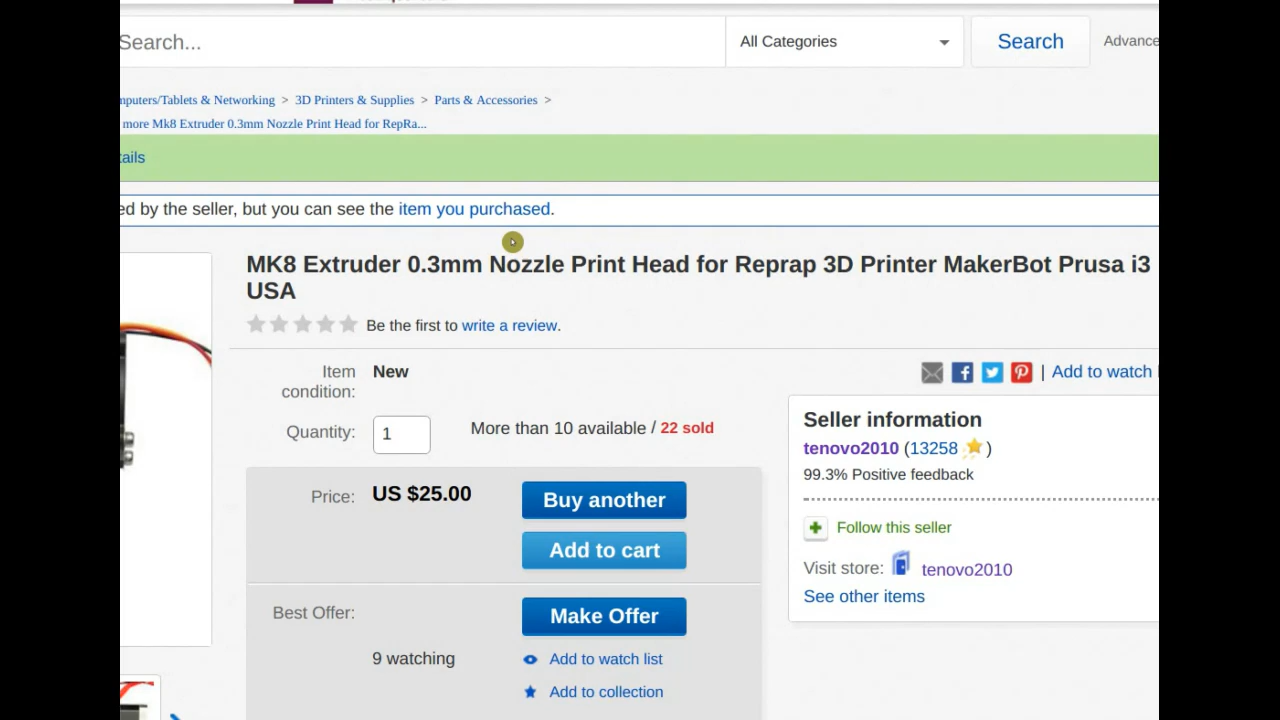 Search...
All Categories
Search
Advance
mputers/Tablets & Networking > 3D Printers & Supplies > Parts & Accessories >
more Mk8 Extruder 0.3mm Nozzle Print Head for RepRa...
tails
ed by the seller, but you can see the item you purchased.
MK8 Extruder 0.3mm Nozzle Print Head for Reprap 3D Printer MakerBot Prusa i3
USA
Be the first to write a review.
Item condition: New
Quantity: 1 More than 10 available / 22 sold
Price: US $25.00
Buy another
Add to cart
Best Offer:
Make Offer
9 watching
Add to watch list
Add to collection
| Add to watch
Seller information
tenovo2010 (13258 )
99.3% Positive feedback
Follow this seller
Visit store: tenovo2010
See other items